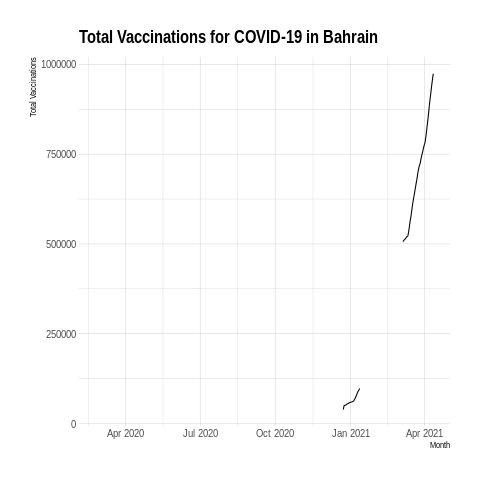 Total Vaccinations for COVID-19 in Bahrain
Total Vaccinations
1000000
750000
500000
250000
0
Apr 2020 Jul 2020 Oct 2020 Jan 2021 Apr 2021
Month